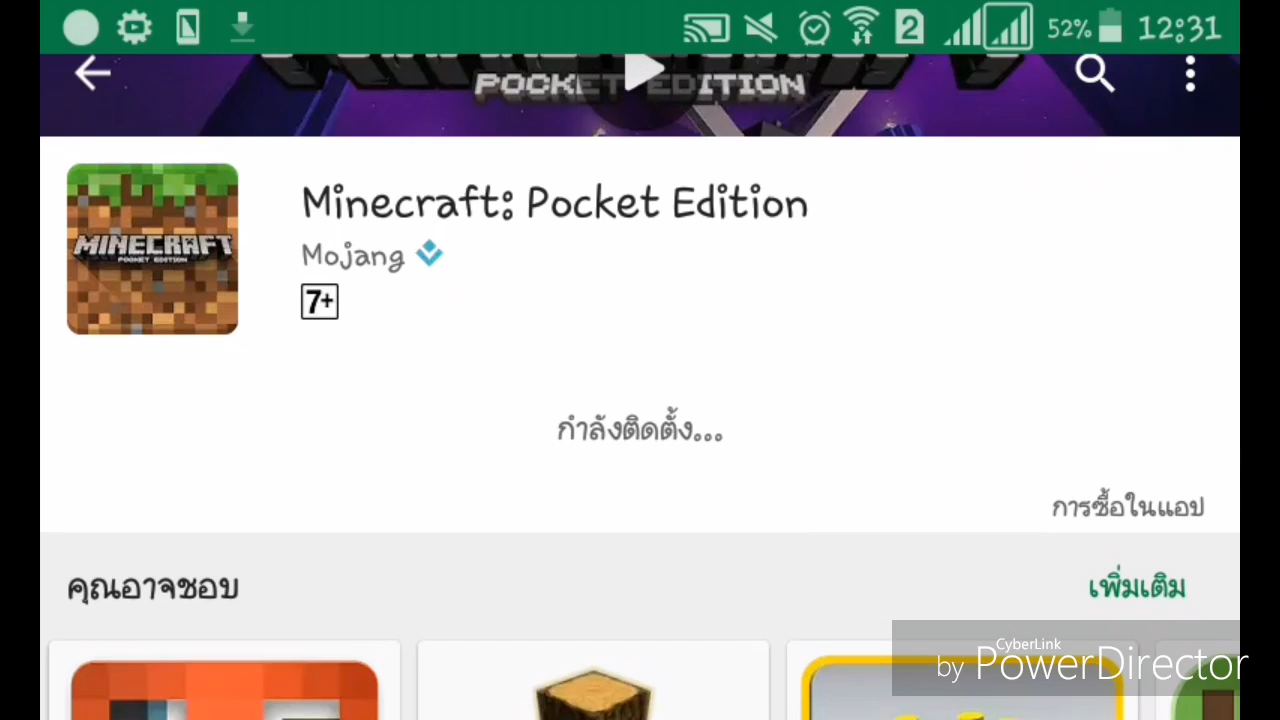 52% 12:31
2
POCKET EDITION
Minecraft: Pocket Edition
Mojang
7+
MINECRAFT
POCKET EDITION
กำลังติดตั้ง...
การซื้อในแอป
คุณอาจชอบ
เพิ่มเติม
CyberLink
by PowerDirector